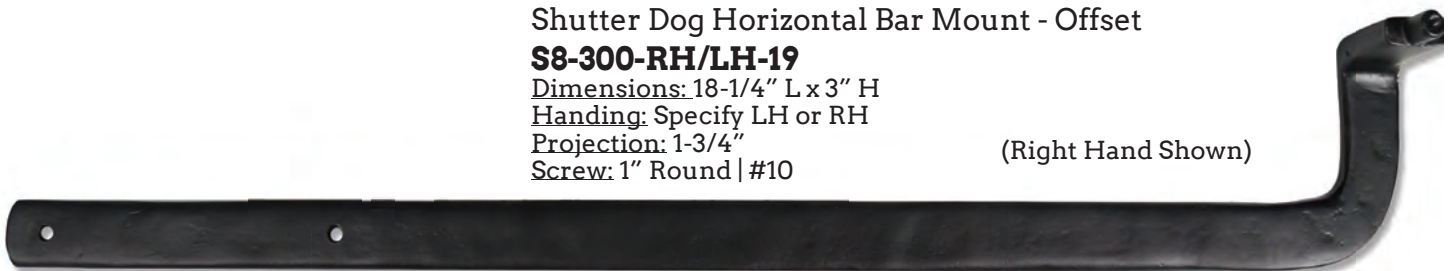 Shutter Dog Horizontal Bar Mount - Offset
S8-300-RH/LH-19
Dimensions: 18-1/4” L x 3” H
Handing: Specify LH or RH
Projection: 1-3/4”
(Right Hand Shown)
Screw: 1” Round | #10